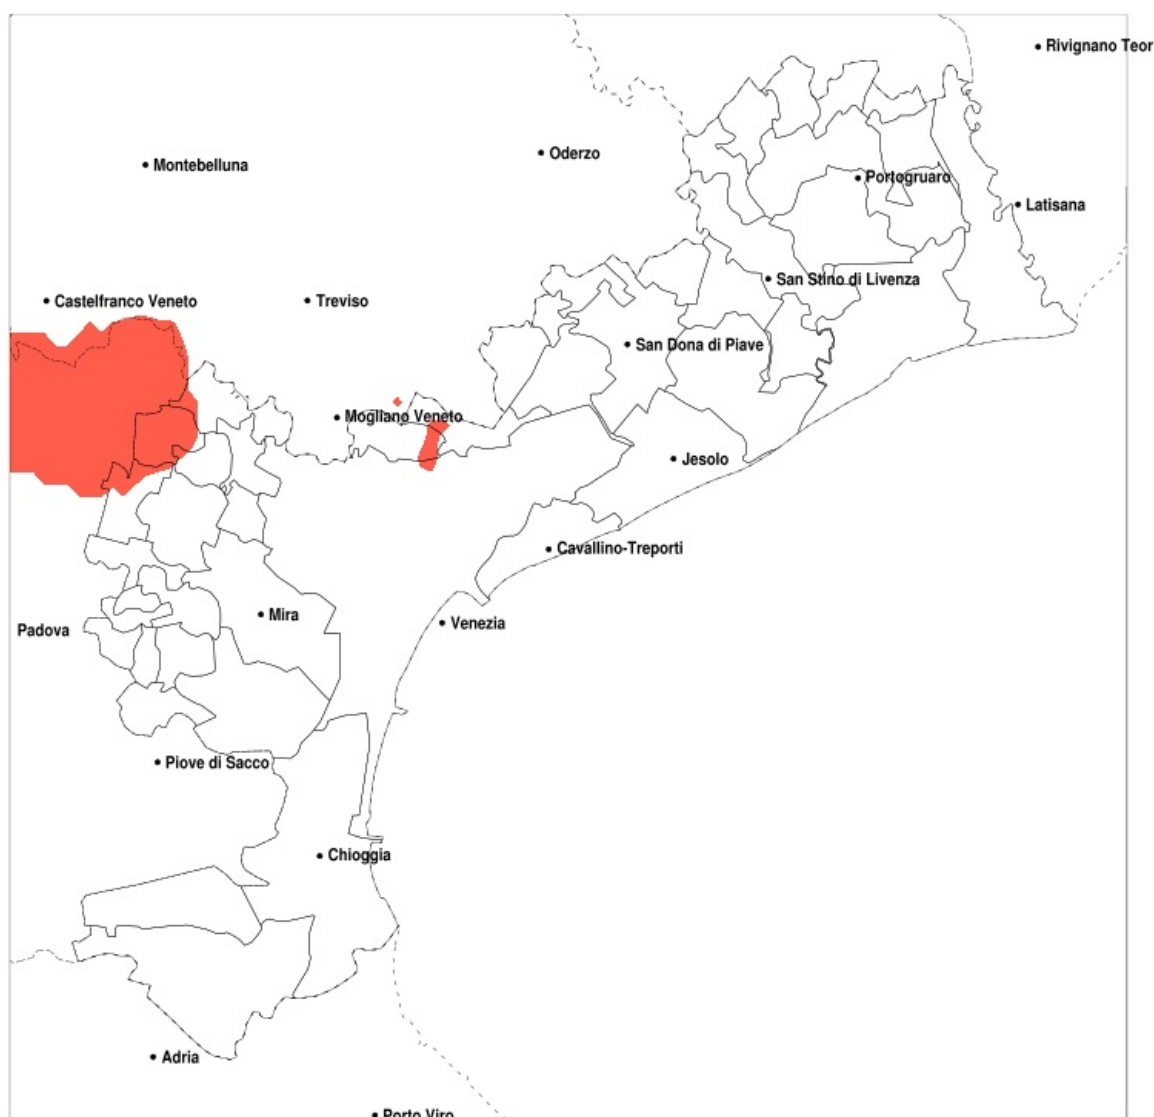 Rivignano Teor
Oderzo
Montebelluna
Portogruaro
Latisana
San Stino di Livenza
Castelfranco Veneto
Treviso
San Dona di Piave
Mogliano Veneto
Jesolo
Cavallino-Treporti
Mira
Venezia
Padova
Piove di Sacco
Chioggia
Adria
Porto Viro